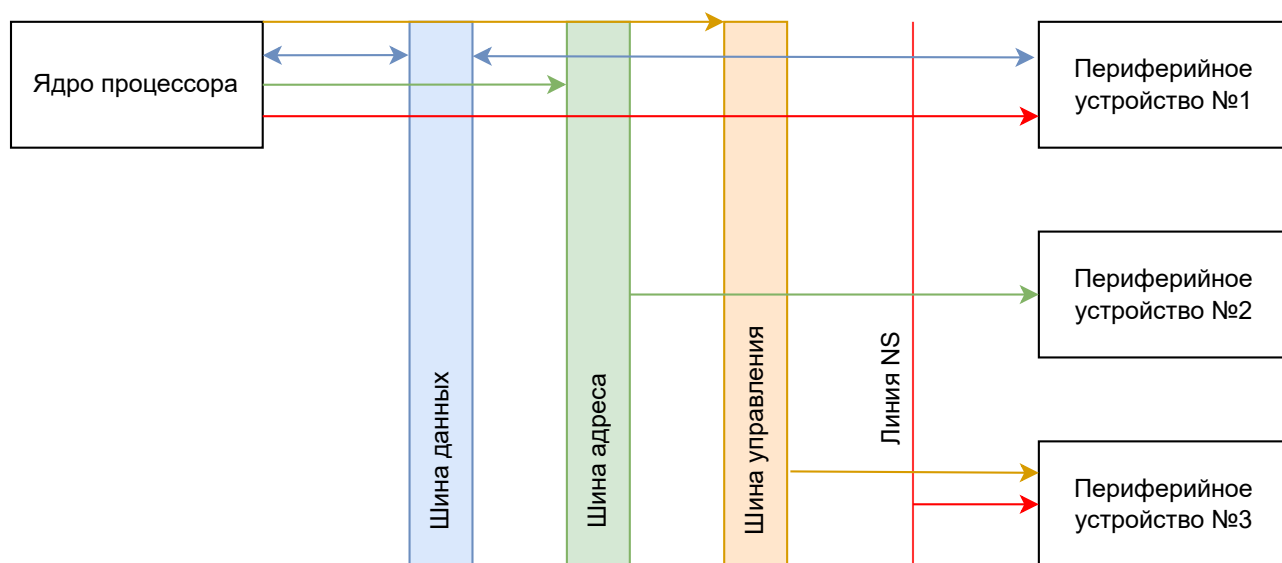 Ядро процессора
Периферийное
устройство №1
Периферийное
устройство №2
Шина данных
Шина адреса
Шина управления
Линия NS
Периферийное
устройство №3